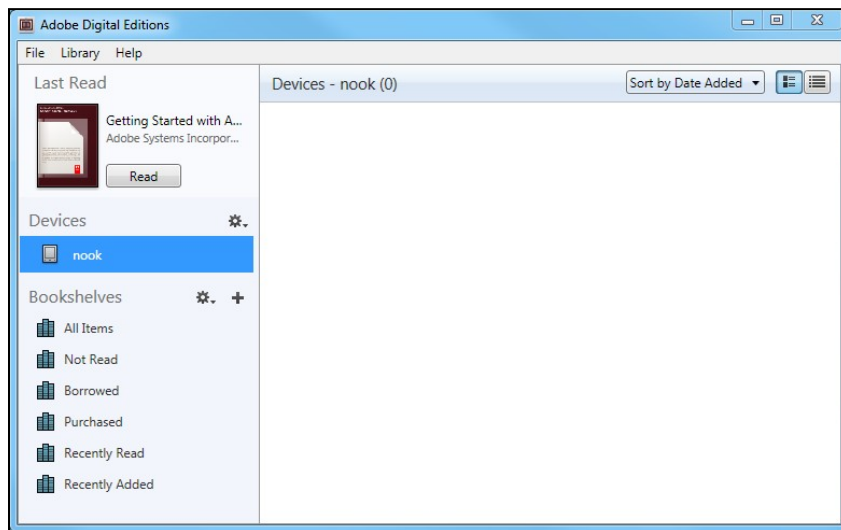 Adobe Digital Editions
File Library Help
Last Read
Getting Started with A...
Adobe Systems Incorpor...
Read
Devices
nook
Bookshelves
All Items
Not Read
Borrowed
Purchased
Recently Read
Recently Added
Devices - nook (0)
Sort by Date Added